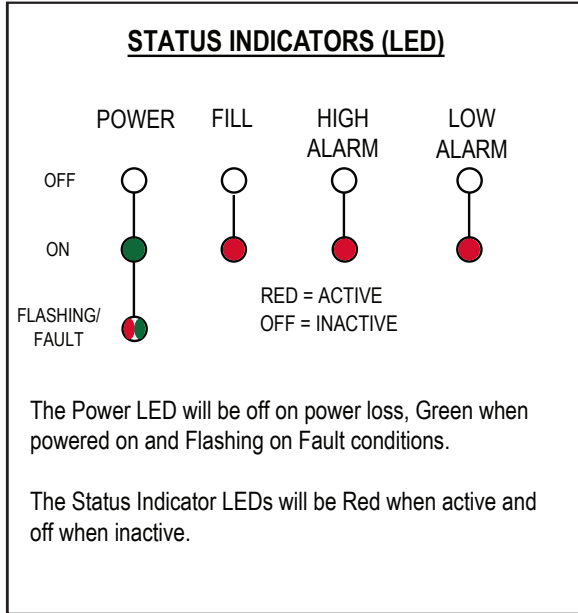 STATUS INDICATORS (LED)
POWER FILL HIGH ALARM LOW ALARM
OFF
ON
FLASHING/
FAULT
RED = ACTIVE
OFF = INACTIVE
The Power LED will be off on power loss, Green when
powered on and Flashing on Fault conditions.
The Status Indicator LEDs will be Red when active and
off when inactive.